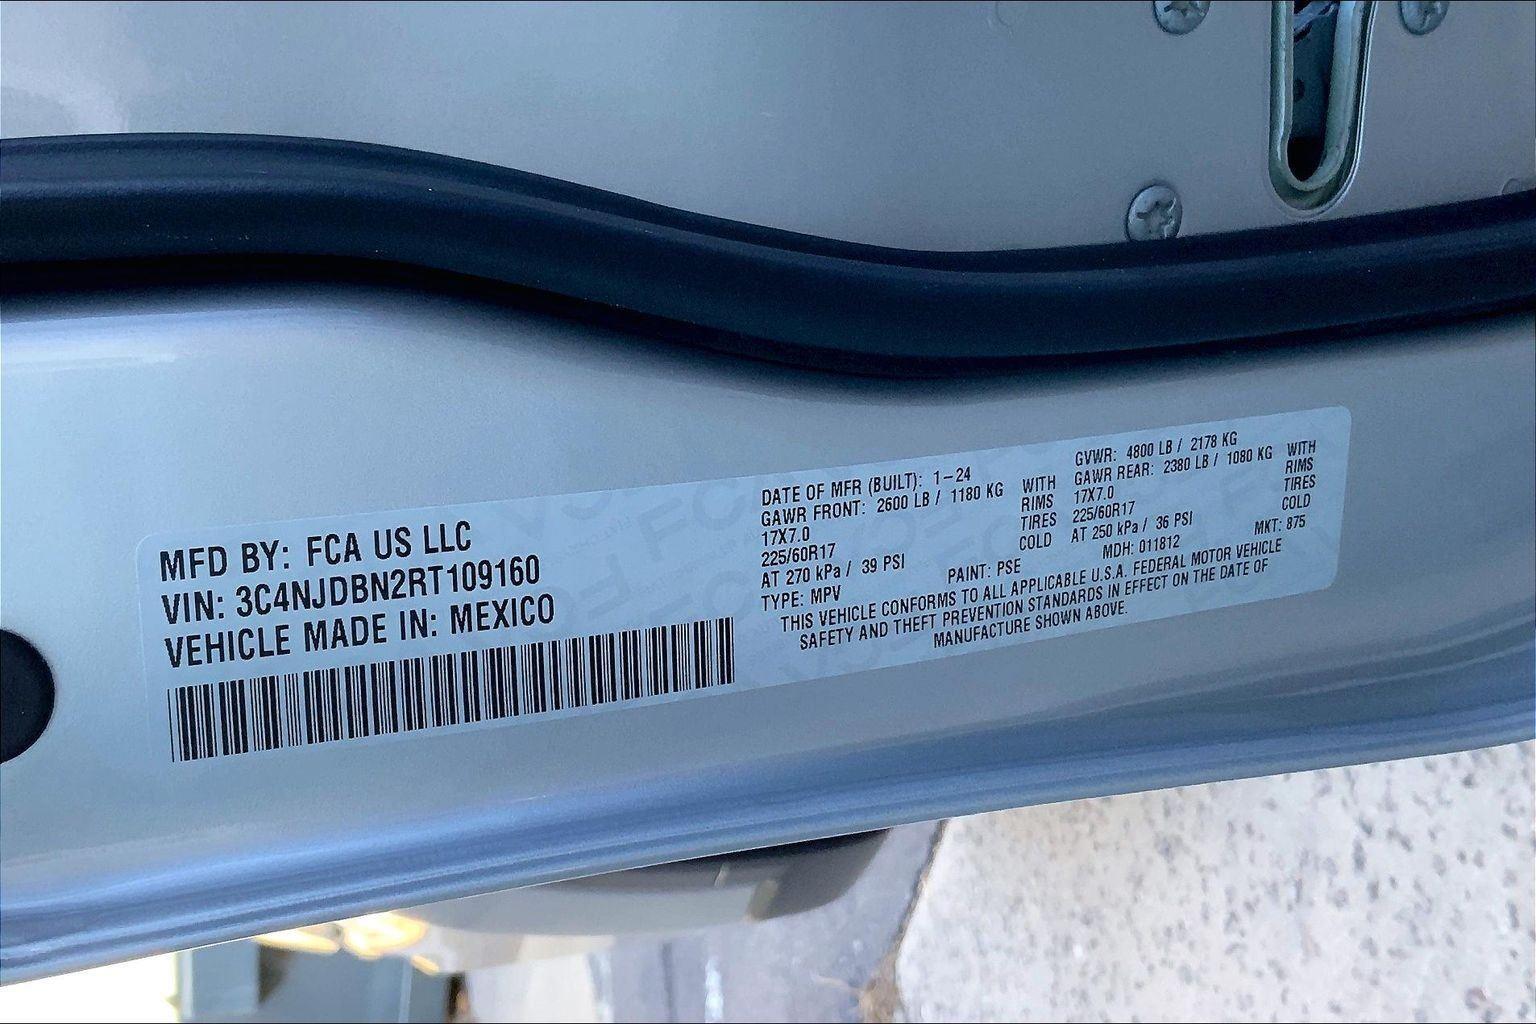 MFD BY: FCA US LLC
VIN: 3C4NJDBN2RT109160
VEHICLE MADE IN: MEXICO
DATE OF MFR (BUILT): 1-24
GAWR FRONT: 2600 LB / 1180 KG WITH
17X7.0 RIMS
225/60R17 TIRES
AT 270 kPa / 39 PSI COLD
TYPE: MPV PAINT: PSE
GVWR: 4800 LB / 2178 KG
GAWR REAR: 2380 LB / 1080 KG WITH
17X7.0 RIMS
225/60R17 TIRES
AT 250 kPa / 36 PSI COLD
MDH: 011812 MKT: 875
THIS VEHICLE CONFORMS TO ALL APPLICABLE U.S.A. FEDERAL MOTOR VEHICLE
SAFETY AND THEFT PREVENTION STANDARDS IN EFFECT ON THE DATE OF
MANUFACTURE SHOWN ABOVE.